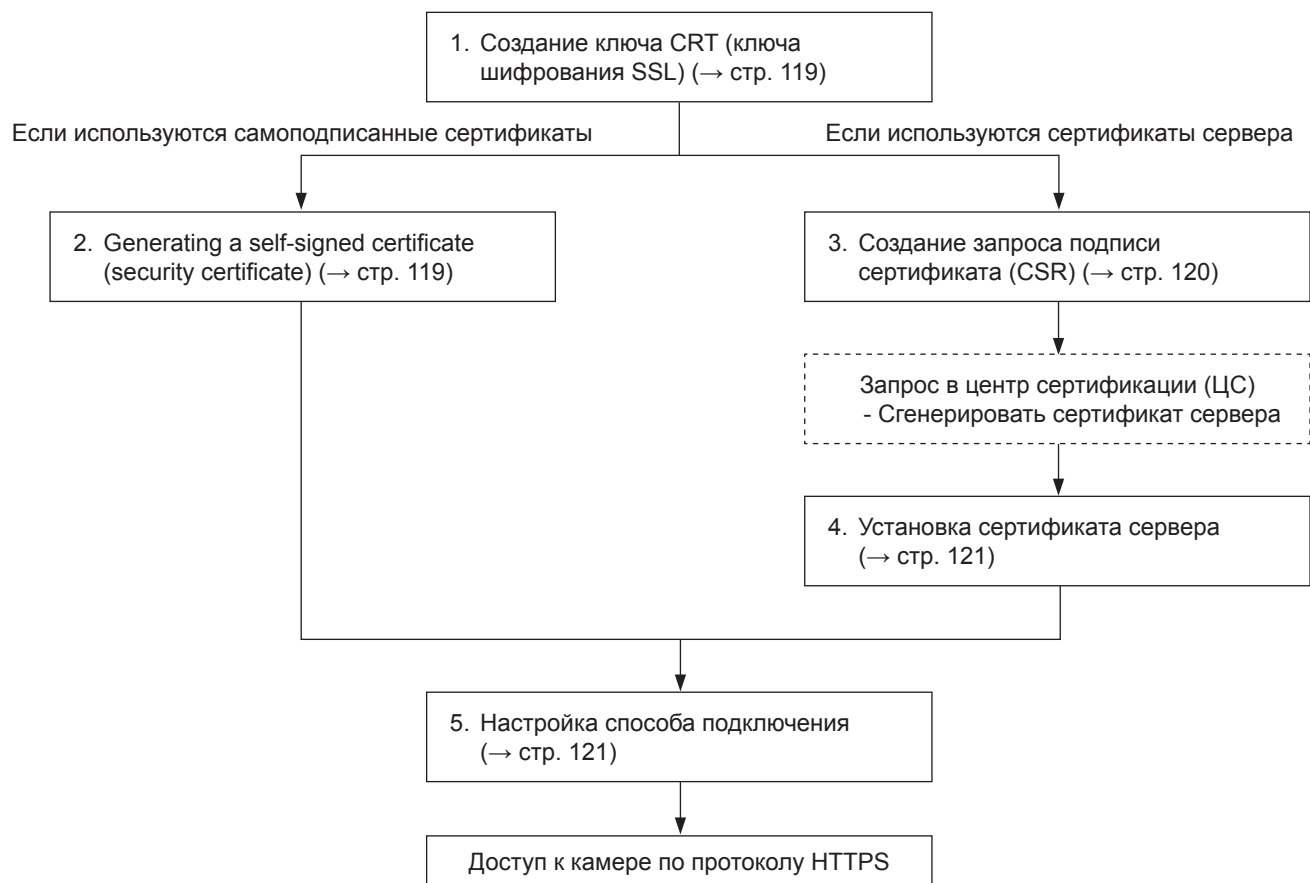 1. Создание ключа CRT (ключа
шифрования SSL) (→ стр. 119)
Если используются самоподписанные сертификаты
Если используются сертификаты сервера
2. Generating a self-signed certificate
(security certificate) (→ стр. 119)
3. Создание запроса подписи
сертификата (CSR) (→ стр. 120)
Запрос в центр сертификации (ЦС)
- Сгенерировать сертификат сервера
4. Установка сертификата сервера
(→ стр. 121)
5. Настройка способа подключения
(→ стр. 121)
Доступ к камере по протоколу HTTPS